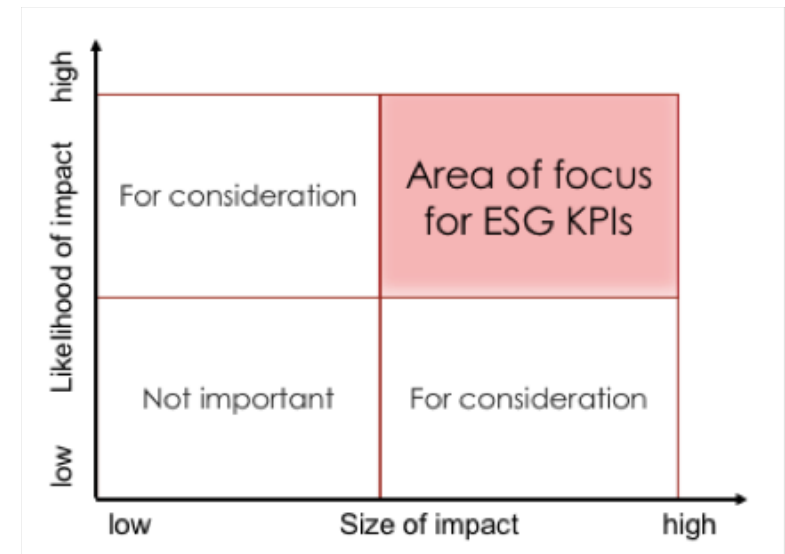 high
Likelihood of impact
low
For consideration
Area of focus
for ESG KPIs
Not important
For consideration
low
Size of impact
high